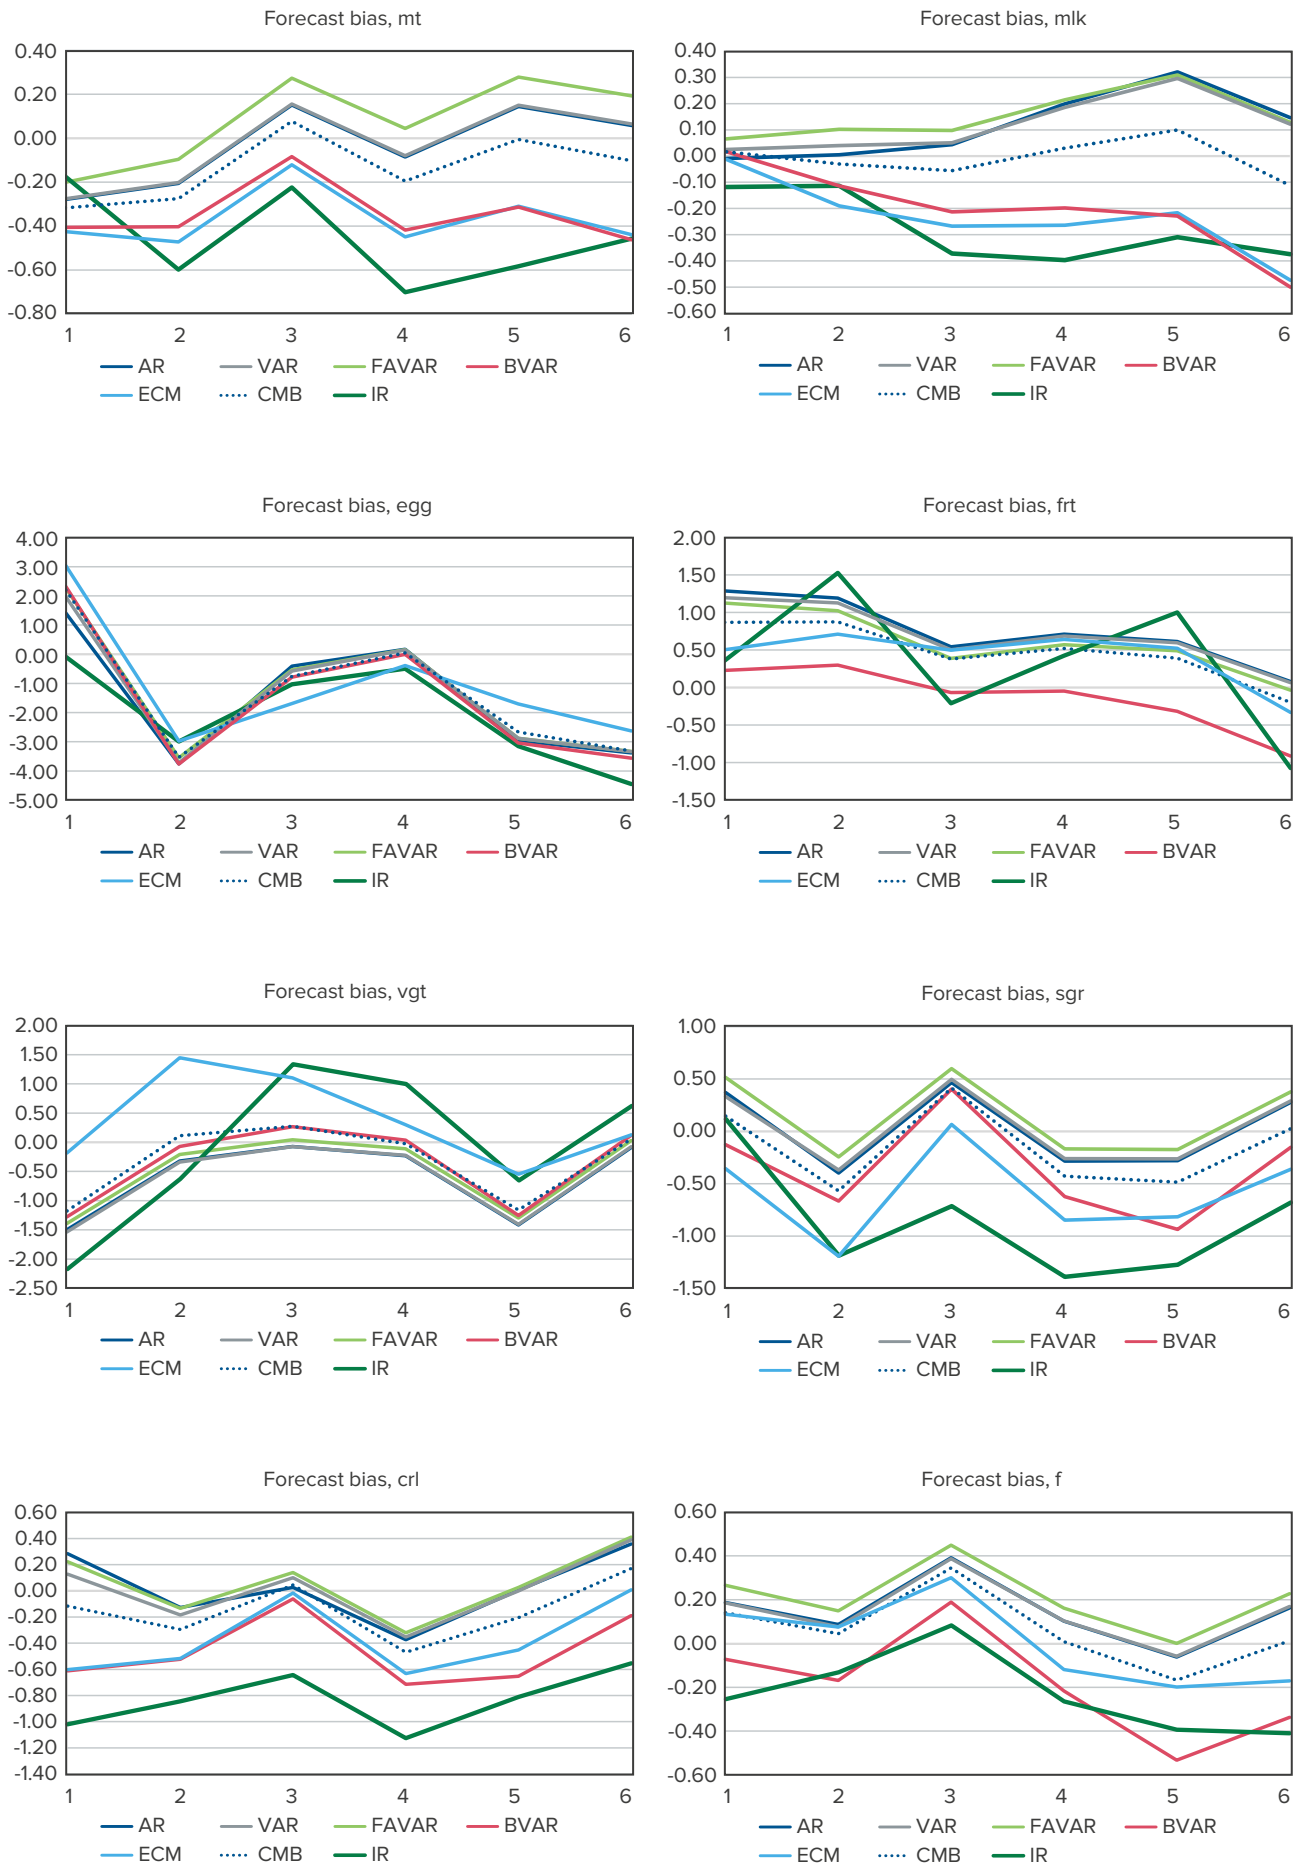 Forecast bias, mt
0.40
0.20
0.00
-0.20
-0.40
-0.60
-0.80
1 2 3 4 5 6
AR VAR FAVAR BVAR
ECM CMB IR
Forecast bias, mlk
0.40
0.30
0.20
0.10
0.00
-0.10
-0.20
-0.30
-0.40
-0.50
-0.60
1 2 3 4 5 6
AR VAR FAVAR BVAR
ECM CMB IR
Forecast bias, egg
4.00
3.00
2.00
1.00
0.00
-1.00
-2.00
-3.00
-4.00
-5.00
1 2 3 4 5 6
AR VAR FAVAR BVAR
ECM CMB IR
Forecast bias, frt
2.00
1.50
1.00
0.50
0.00
-0.50
-1.00
-1.50
1 2 3 4 5 6
AR VAR FAVAR BVAR
ECM CMB IR
Forecast bias, vgt
2.00
1.50
1.00
0.50
0.00
-0.50
-1.00
-1.50
-2.00
-2.50
1 2 3 4 5 6
AR VAR FAVAR BVAR
ECM CMB IR
Forecast bias, sgr
1.00
0.50
0.00
-0.50
-1.00
-1.50
1 2 3 4 5 6
AR VAR FAVAR BVAR
ECM CMB IR
Forecast bias, crl
0.60
0.40
0.20
0.00
-0.20
-0.40
-0.60
-0.80
-1.00
-1.20
-1.40
1 2 3 4 5 6
AR VAR FAVAR BVAR
ECM CMB IR
Forecast bias, f
0.60
0.40
0.20
0.00
-0.20
-0.40
-0.60
1 2 3 4 5 6
AR VAR FAVAR BVAR
ECM CMB IR